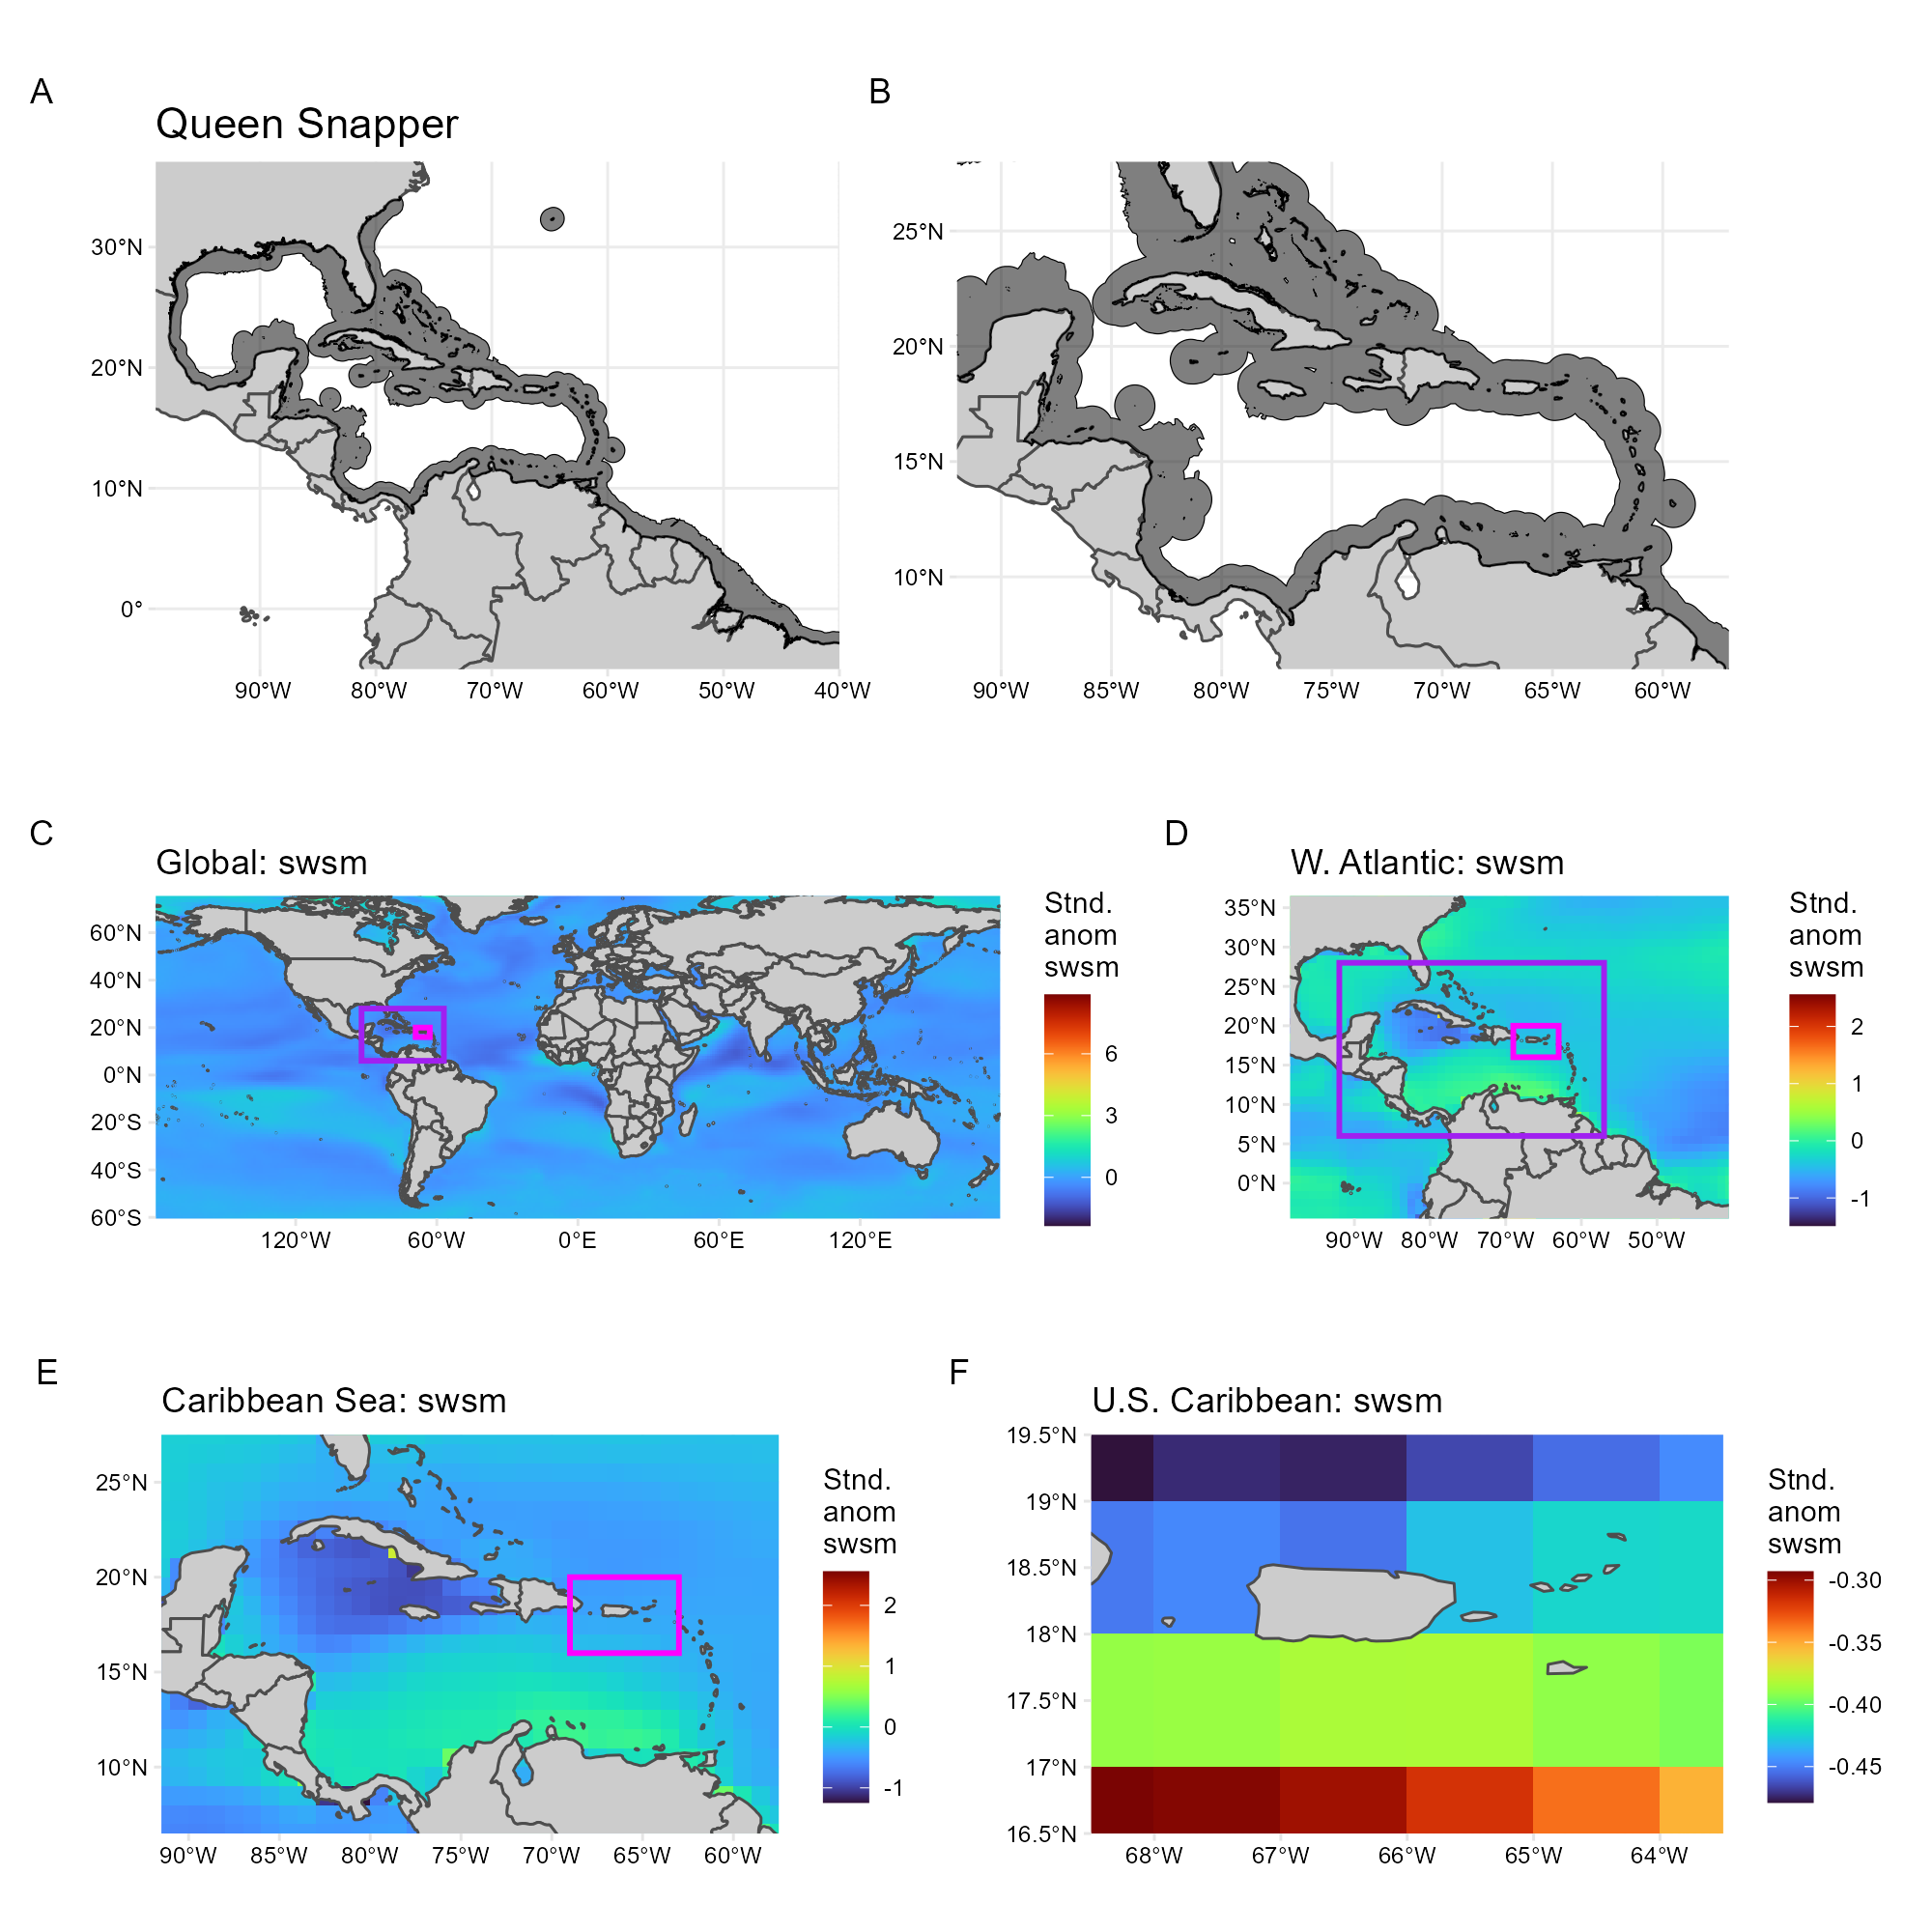 A
Queen Snapper
30°N
20°N
10°N
0°
90°W 80°W 70°W 60°W 50°W 40°W
B
25°N
20°N
15°N
10°N
90°W 85°W 80°W 75°W 70°W 65°W 60°W
C
Global: swsm
60°N
40°N
20°N
0°N
20°S
40°S
60°S
120°W 60°W 0°E 60°E 120°E
Stnd.
anom
swsm
6
3
0
D
W. Atlantic: swsm
35°N
30°N
25°N
20°N
15°N
10°N
5°N
0°N
90°W 80°W 70°W 60°W 50°W
Stnd.
anom
swsm
2
1
0
-1
E
Caribbean Sea: swsm
25°N
20°N
15°N
10°N
90°W 85°W 80°W 75°W 70°W 65°W 60°W
Stnd.
anom
swsm
2
1
0
-1
F
U.S. Caribbean: swsm
19.5°N
19°N
18.5°N
18°N
17.5°N
17°N
16.5°N
68°W 67°W 66°W 65°W 64°W
Stnd.
anom
swsm
-0.30
-0.35
-0.40
-0.45